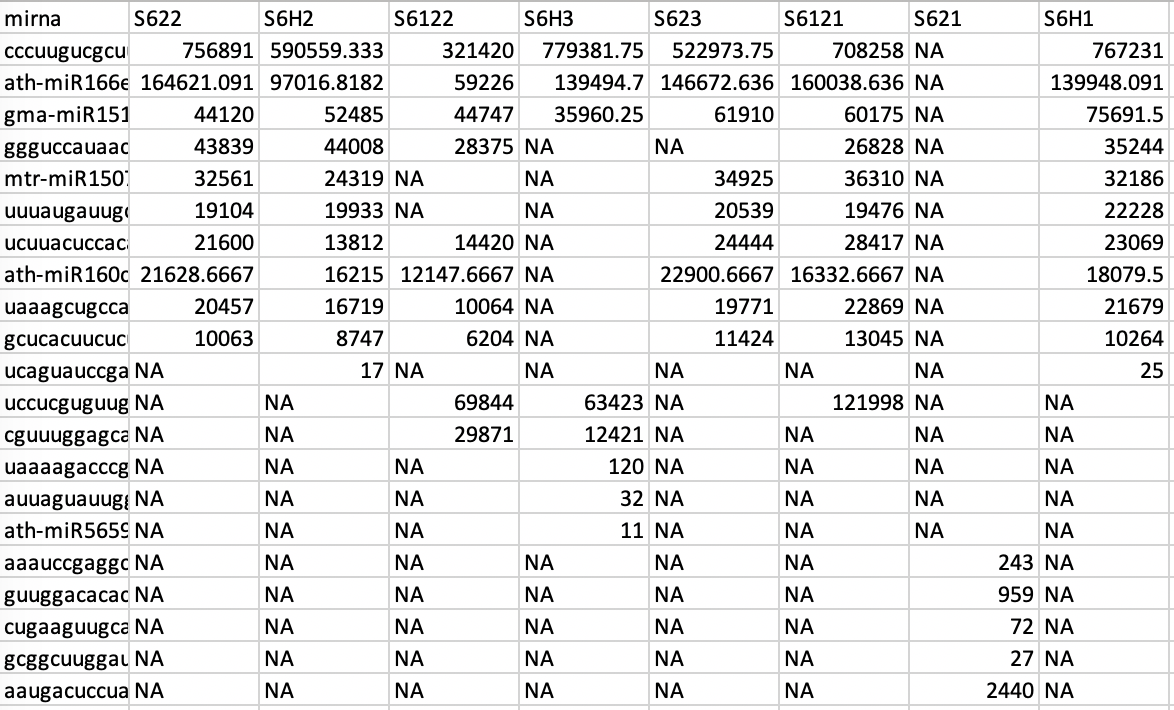 mirna S622 S6H2 S6122 S6H3 S623 S6121 S621 S6H1
cccuugucgcu 756891 590559.333 321420 779381.75 522973.75 708258 NA 767231
ath-miR166e 164621.091 97016.8182 59226 139494.7 146672.636 160038.636 NA 139948.091
gma-miR151 44120 52485 44747 35960.25 61910 60175 NA 75691.5
ggguccauaac 43839 44008 28375 NA NA 26828 NA 35244
mtr-miR1507 32561 24319 NA NA 34925 36310 NA 32186
uuuaugauugc 19104 19933 NA NA 20539 19476 NA 22228
ucuuacuccaca 21600 13812 14420 NA 24444 28417 NA 23069
ath-miR160c 21628.6667 16215 12147.6667 NA 22900.6667 16332.6667 NA 18079.5
uaaagcugcca 20457 16719 10064 NA 19771 22869 NA 21679
gcucacuucuc 10063 8747 6204 NA 11424 13045 NA 10264
ucaguauccga NA 17 NA NA NA NA NA 25
uccucguguug NA NA 69844 63423 NA 121998 NA NA
cguuuggagca NA NA 29871 12421 NA NA NA NA
uaaaagacccg NA NA NA 120 NA NA NA NA
auuaguauugg NA NA NA 32 NA NA NA NA
ath-miR5659 NA NA NA 11 NA NA NA NA
aaauccgaggc NA NA NA NA NA NA 243 NA
guuggacacac NA NA NA NA NA NA 959 NA
cugaaguugca NA NA NA NA NA NA 72 NA
gcggcuuggau NA NA NA NA NA NA 27 NA
aaugacuccua NA NA NA NA NA NA 2440 NA